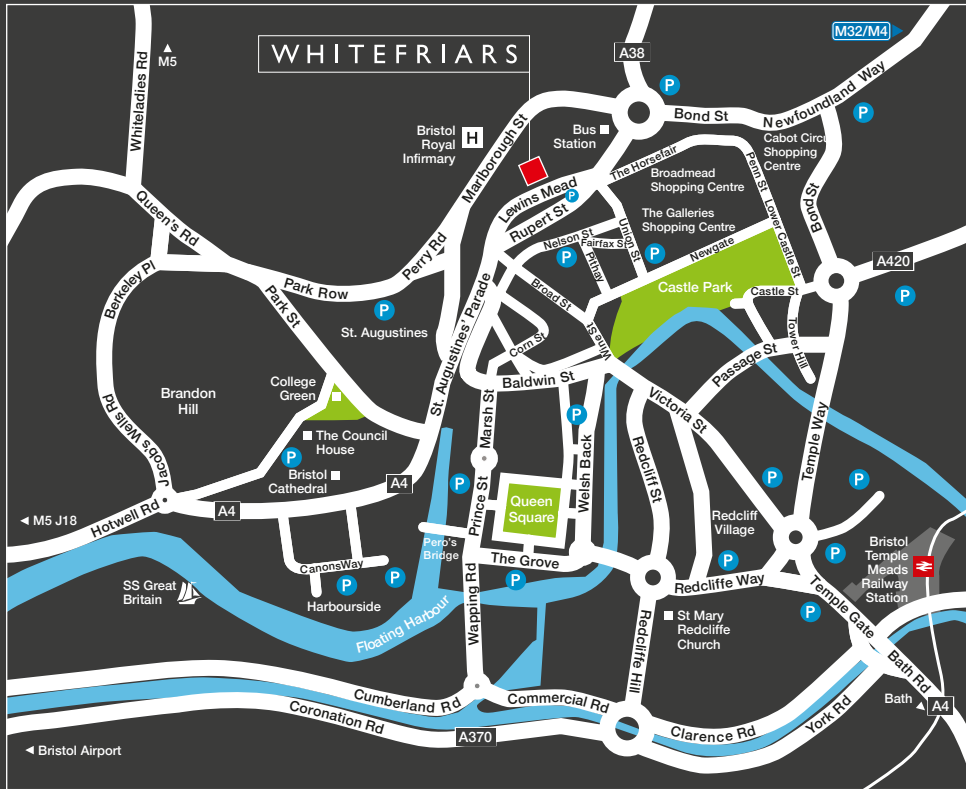 M32/M4
WHITEFRIARS
A38
M5
Whiteladies Rd
P
Bond St
Newfoundland Way
P
Bristol
Royal
Infirmary
H
Marlborough St
Bus
Station
Cabot Circu
Shopping
Centre
The Horsefair
Broadmead
Shopping Centre
Penn St
Lewins Mead
P
Rupert St
Bond St
Queen's Rd
The Galleries
Shopping Centre
Lower Castle St
Nelson St
Fairfax St
Union St
P
P
Newgate
Pithay
Perry Rd
A420
Berkeley Pl
Park Row
Park St
Broad St
Castle Park
Castle St
P
P
St. Augustines
St. Augustines' Parade
Wine St
Corn St
Tower Hill
Passage St
Baldwin St
Brandon
Hill
College
Green
Victoria St
Marsh St
P
The Council
House
Jacob's Wells Rd
Temple Way
P
Bristol
Cathedral
Welsh Back
Redcliff St
A4
P
Prince St
P
P
A4
Queen
Square
Hotwell Rd
M5 J18
Redcliff
Village
Pero's
Bridge
The Grove
P
P
Bristol
Temple
Meads
Railway
Station
CanonsWay
P
P
P
Redcliffe Way
SS Great
Britain
Harbourside
Floating Harbour
Wapping Rd
St Mary
Redcliffe
Church
P
Temple Gate
Redcliffe Hill
Bath Rd
Cumberland Rd
Commercial Rd
Bath
A4
Coronation Rd
A370
Clarence Rd
York Rd
Bristol Airport